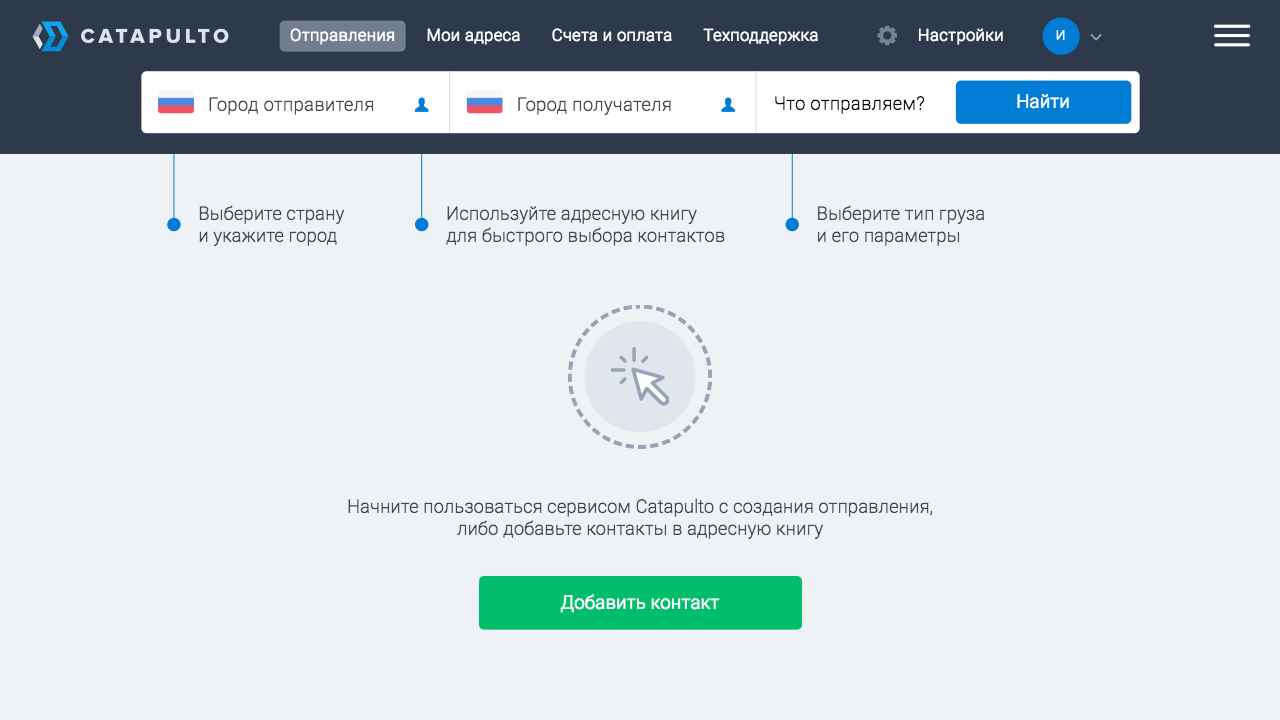 CATAPULTO
Отправления
Мои адреса
Счета и оплата
Техподдержка
Настройки
И
Город отправителя
Город получателя
Что отправляем?
Найти
Выберите страну
и укажите город
Используйте адресную книгу
для быстрого выбора контактов
Выберите тип груза
и его параметры
Начните пользоваться сервисом Catapulto с создания отправления,
либо добавьте контакты в адресную книгу
Добавить контакт